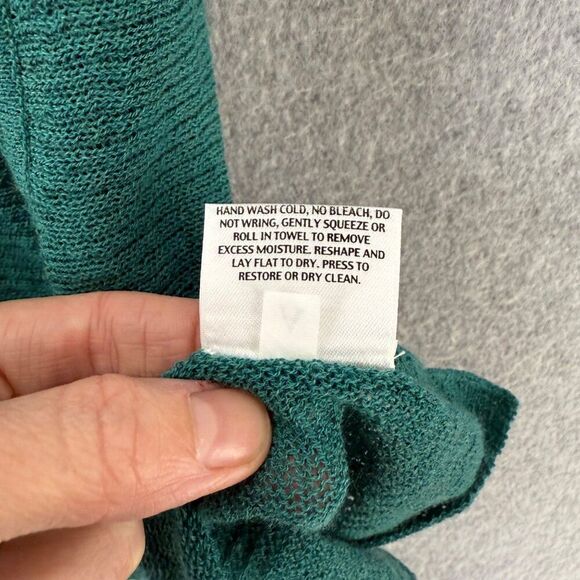 HAND WASH COLD, NO BLEACH, DO
NOT WRING, GENTLY SQUEEZE OR
ROLL IN TOWEL TO REMOVE
EXCESS MOISTURE. RESHAPE AND
LAY FLAT TO DRY. PRESS TO
RESTORE OR DRY CLEAN.